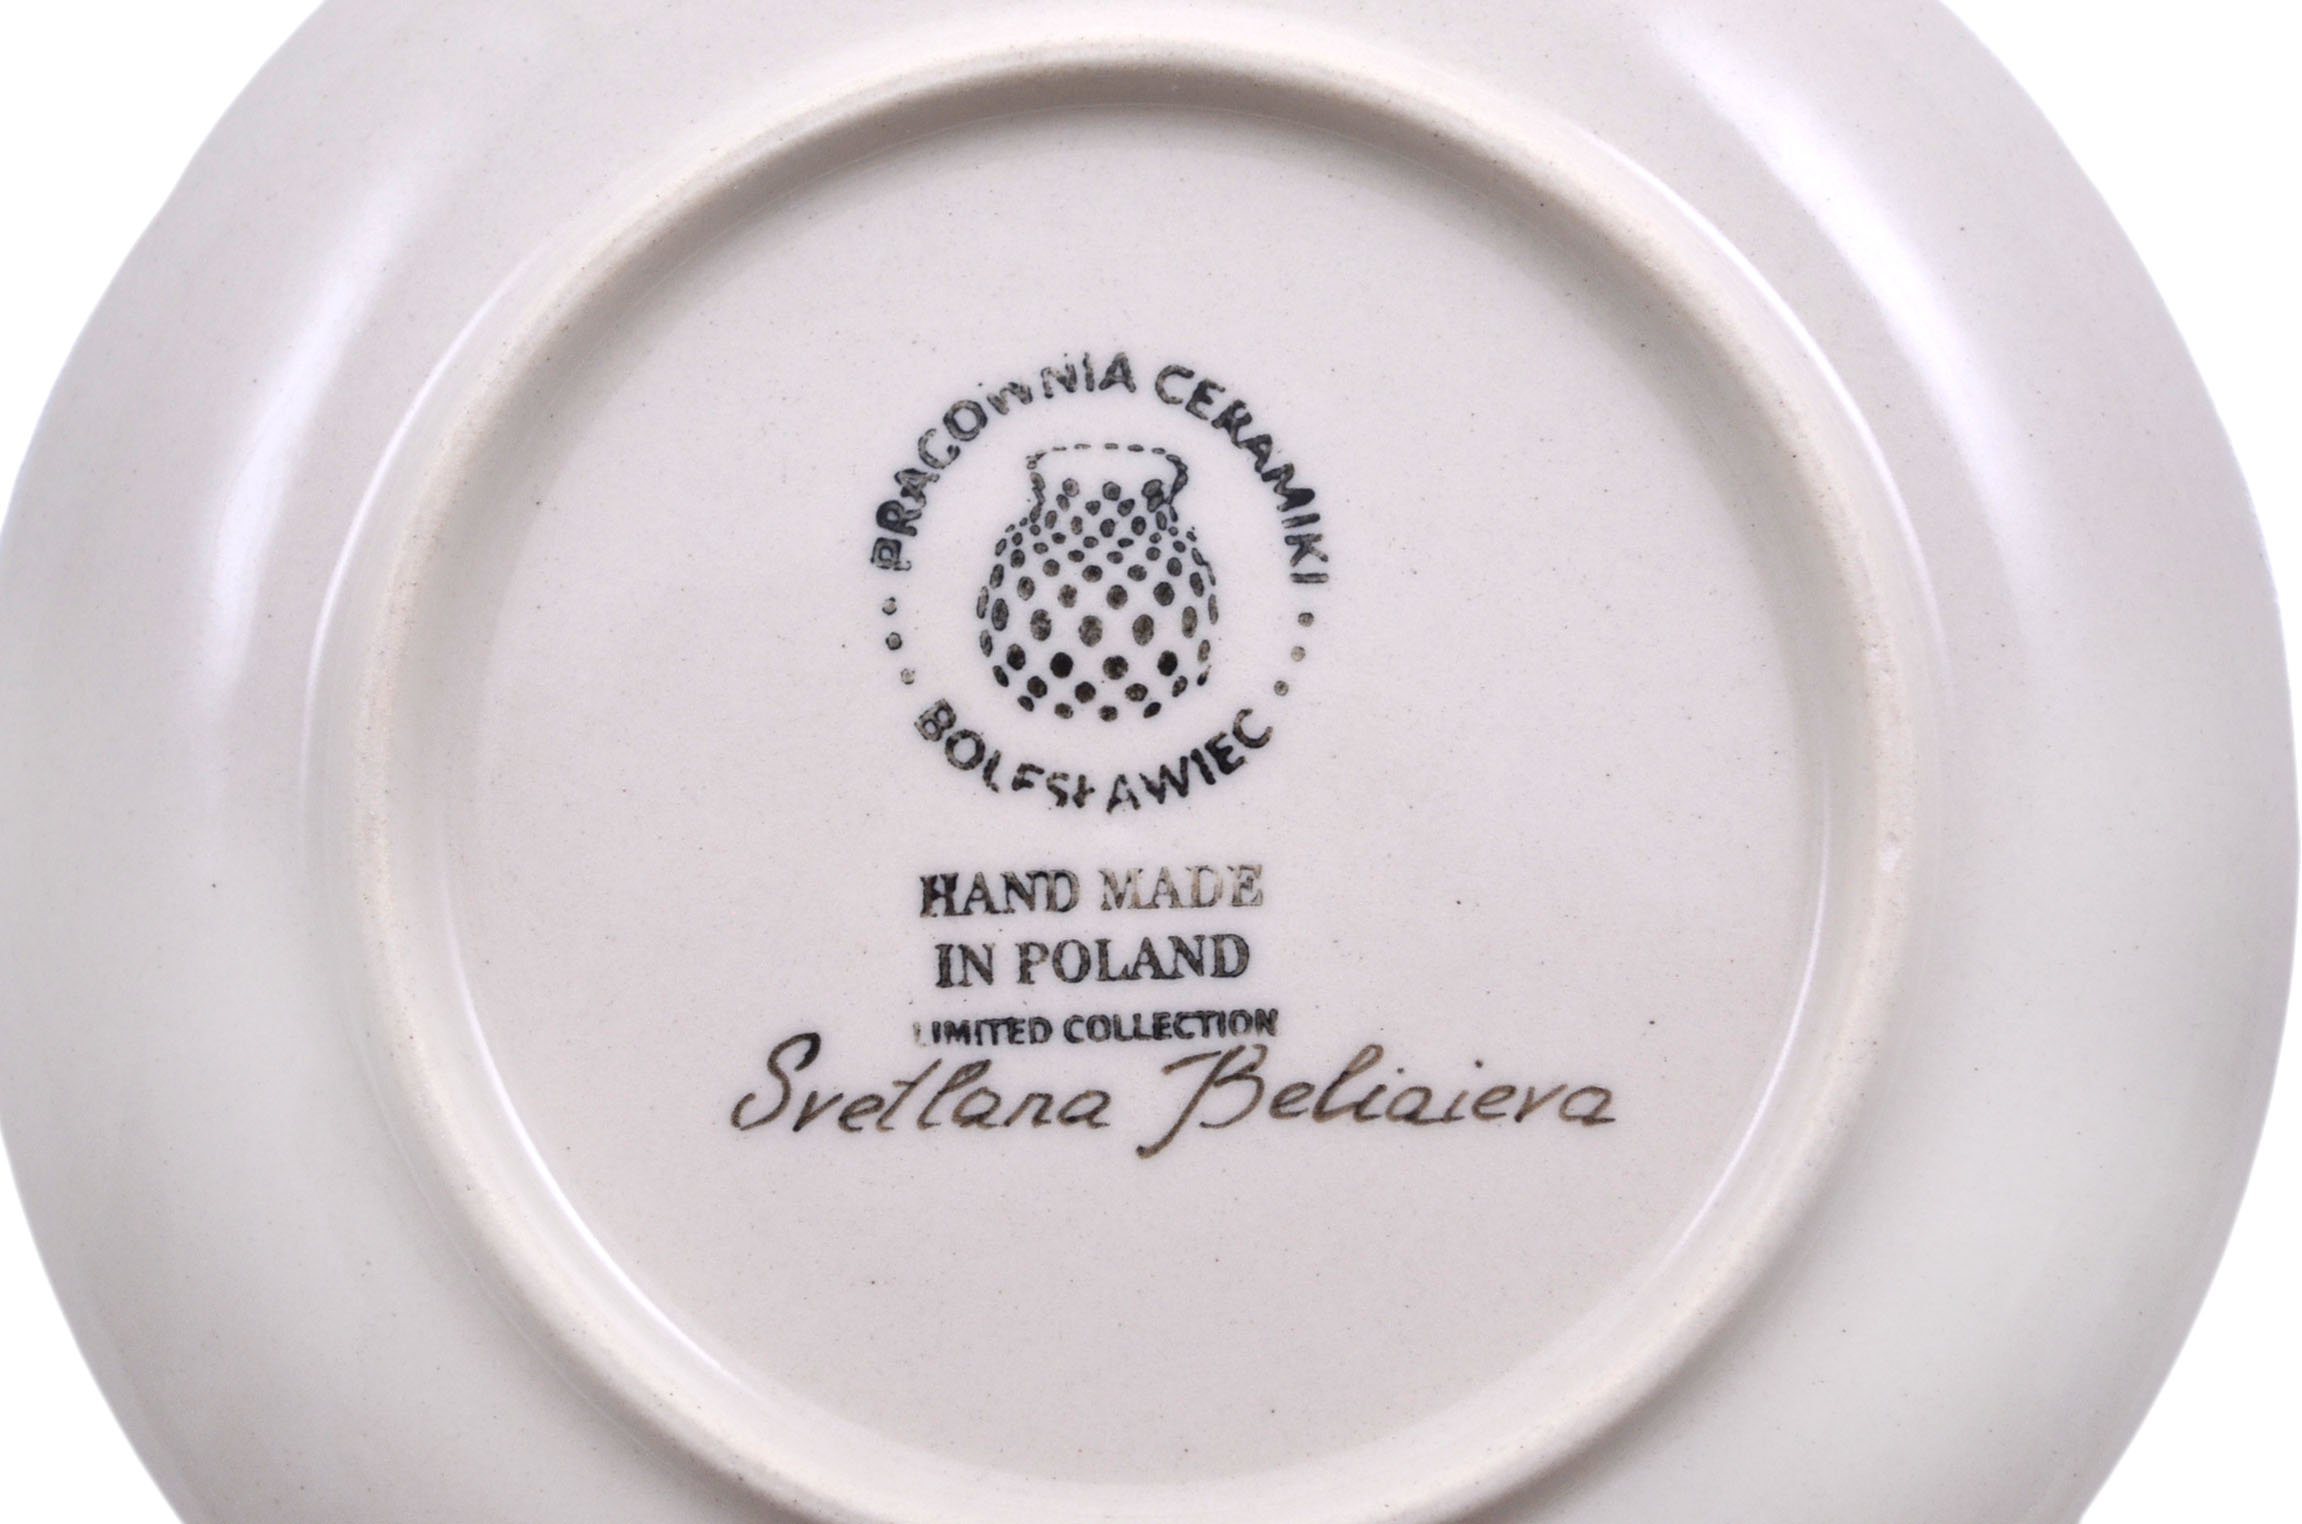 PRACOWNIA CERAMIKI
BOLESŁAWIEC
HAND MADE
IN POLAND
LIMITED COLLECTION
Svetlana Beliaieva